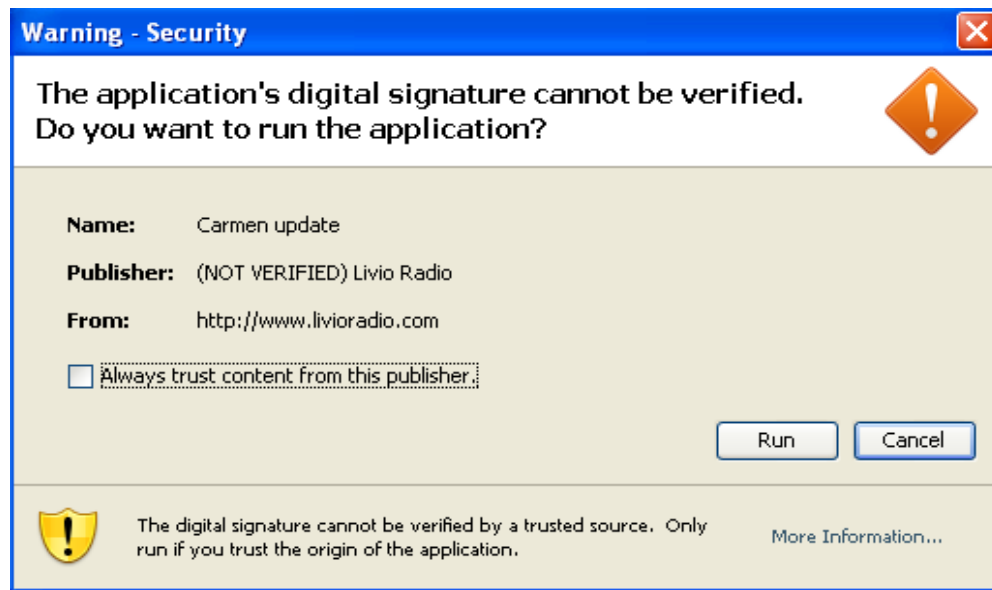 Warning - Security
The application's digital signature cannot be verified.
Do you want to run the application?
Name: Carmen update
Publisher: (NOT VERIFIED) Livio Radio
From: http://www.livioradio.com
Always trust content from this publisher.
Run Cancel
The digital signature cannot be verified by a trusted source. Only
run if you trust the origin of the application.
More Information...